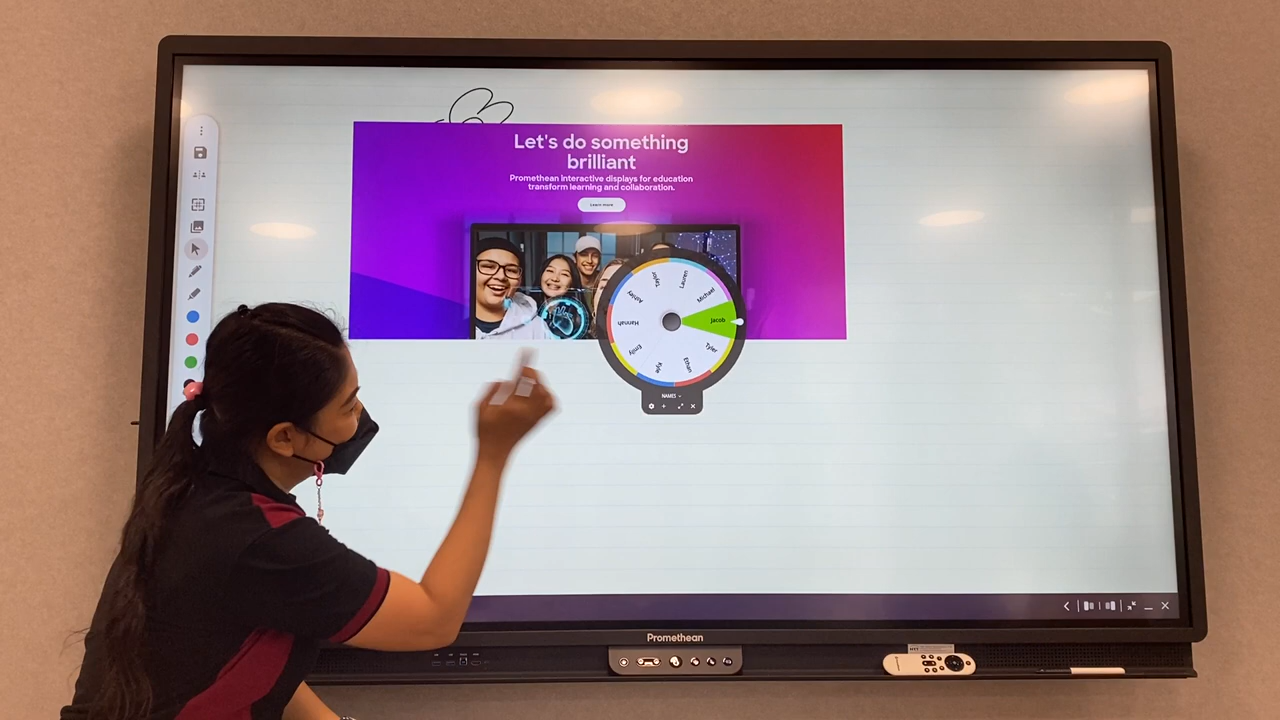 Let's do something
brilliant
Promethean interactive displays for education
transform learning and collaboration.
Learn more
Taylor
Lauren
Michael
Jacob
Tyler
Ethan
Kyle
Emily
Hannah
Ashley
NAMES
Promethean